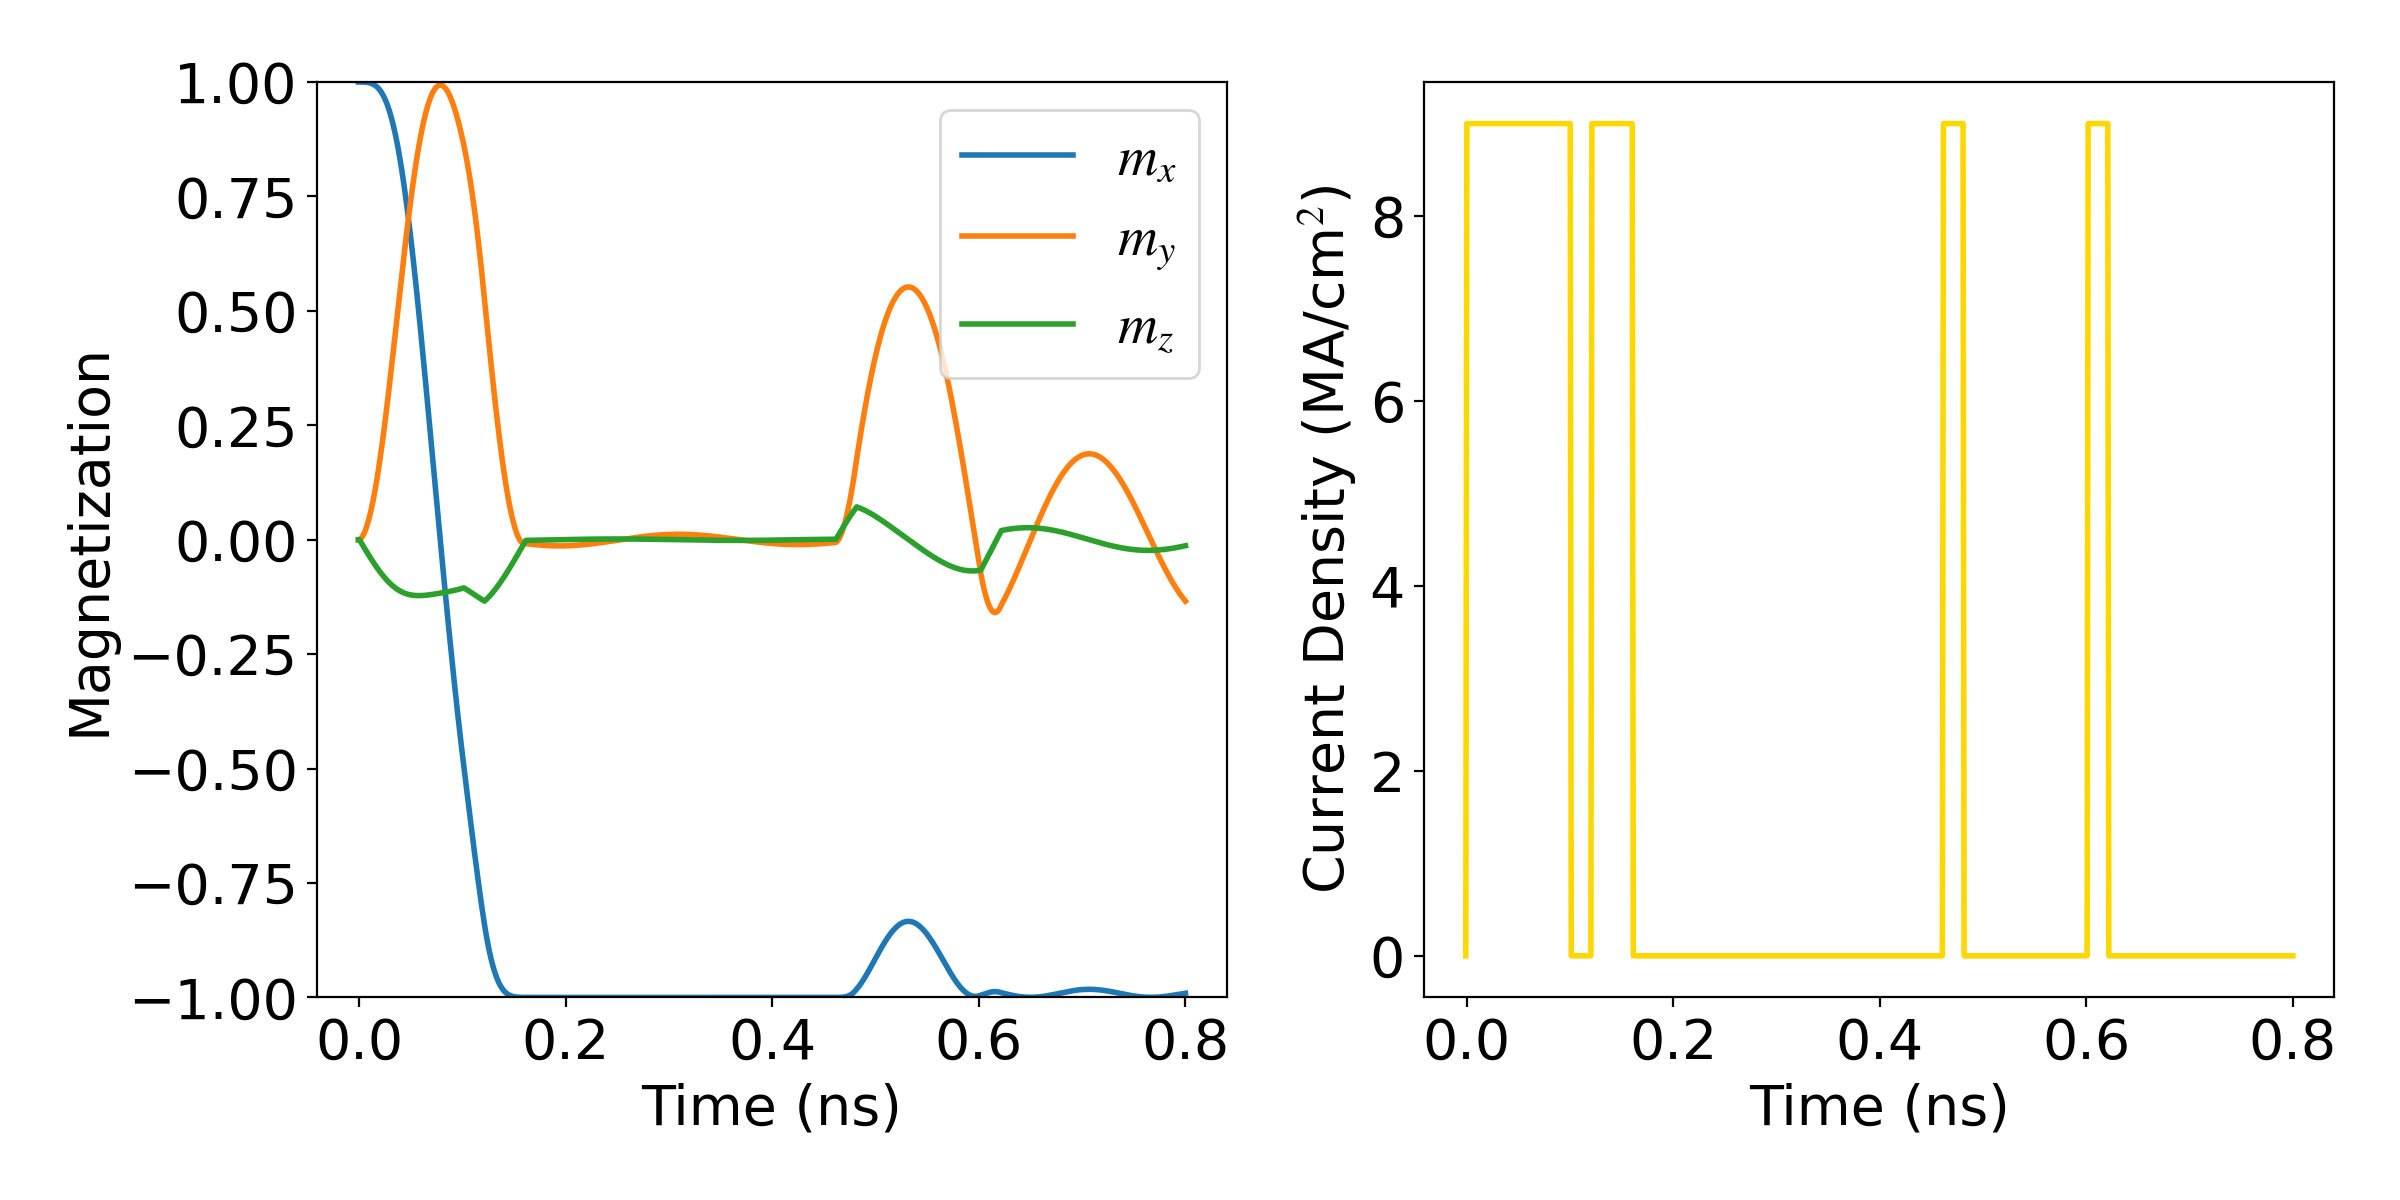 1.00
0.75
0.50
0.25
0.00
−0.25
−0.50
−0.75
−1.00
Magnetization
0.0 0.2 0.4 0.6 0.8
Time (ns)
m_x
m_y
m_z
8
6
4
2
0
Current Density (MA/cm²)
0.0 0.2 0.4 0.6 0.8
Time (ns)